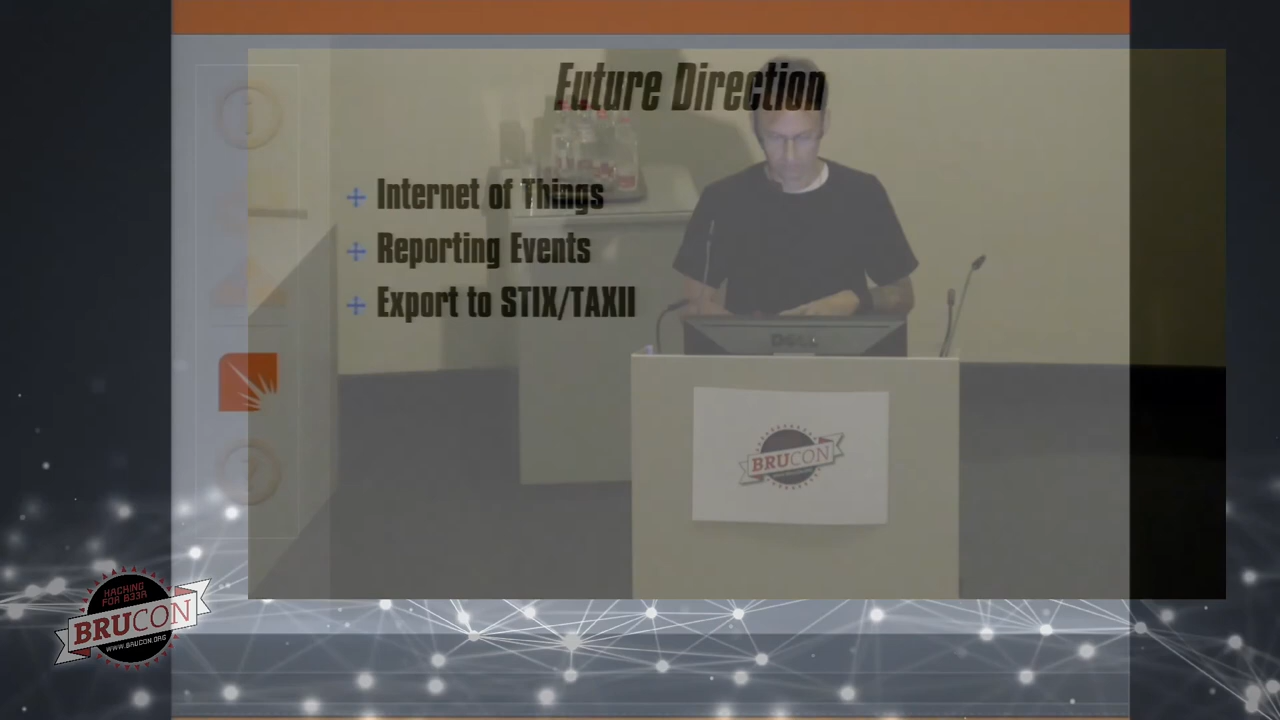 Future Direction
Internet of Things
Reporting Events
Export to STIX/TAXII
DELL
BRUCON
HACKING
FOR B33R
BRUCON
WWW.BRUCON.ORG